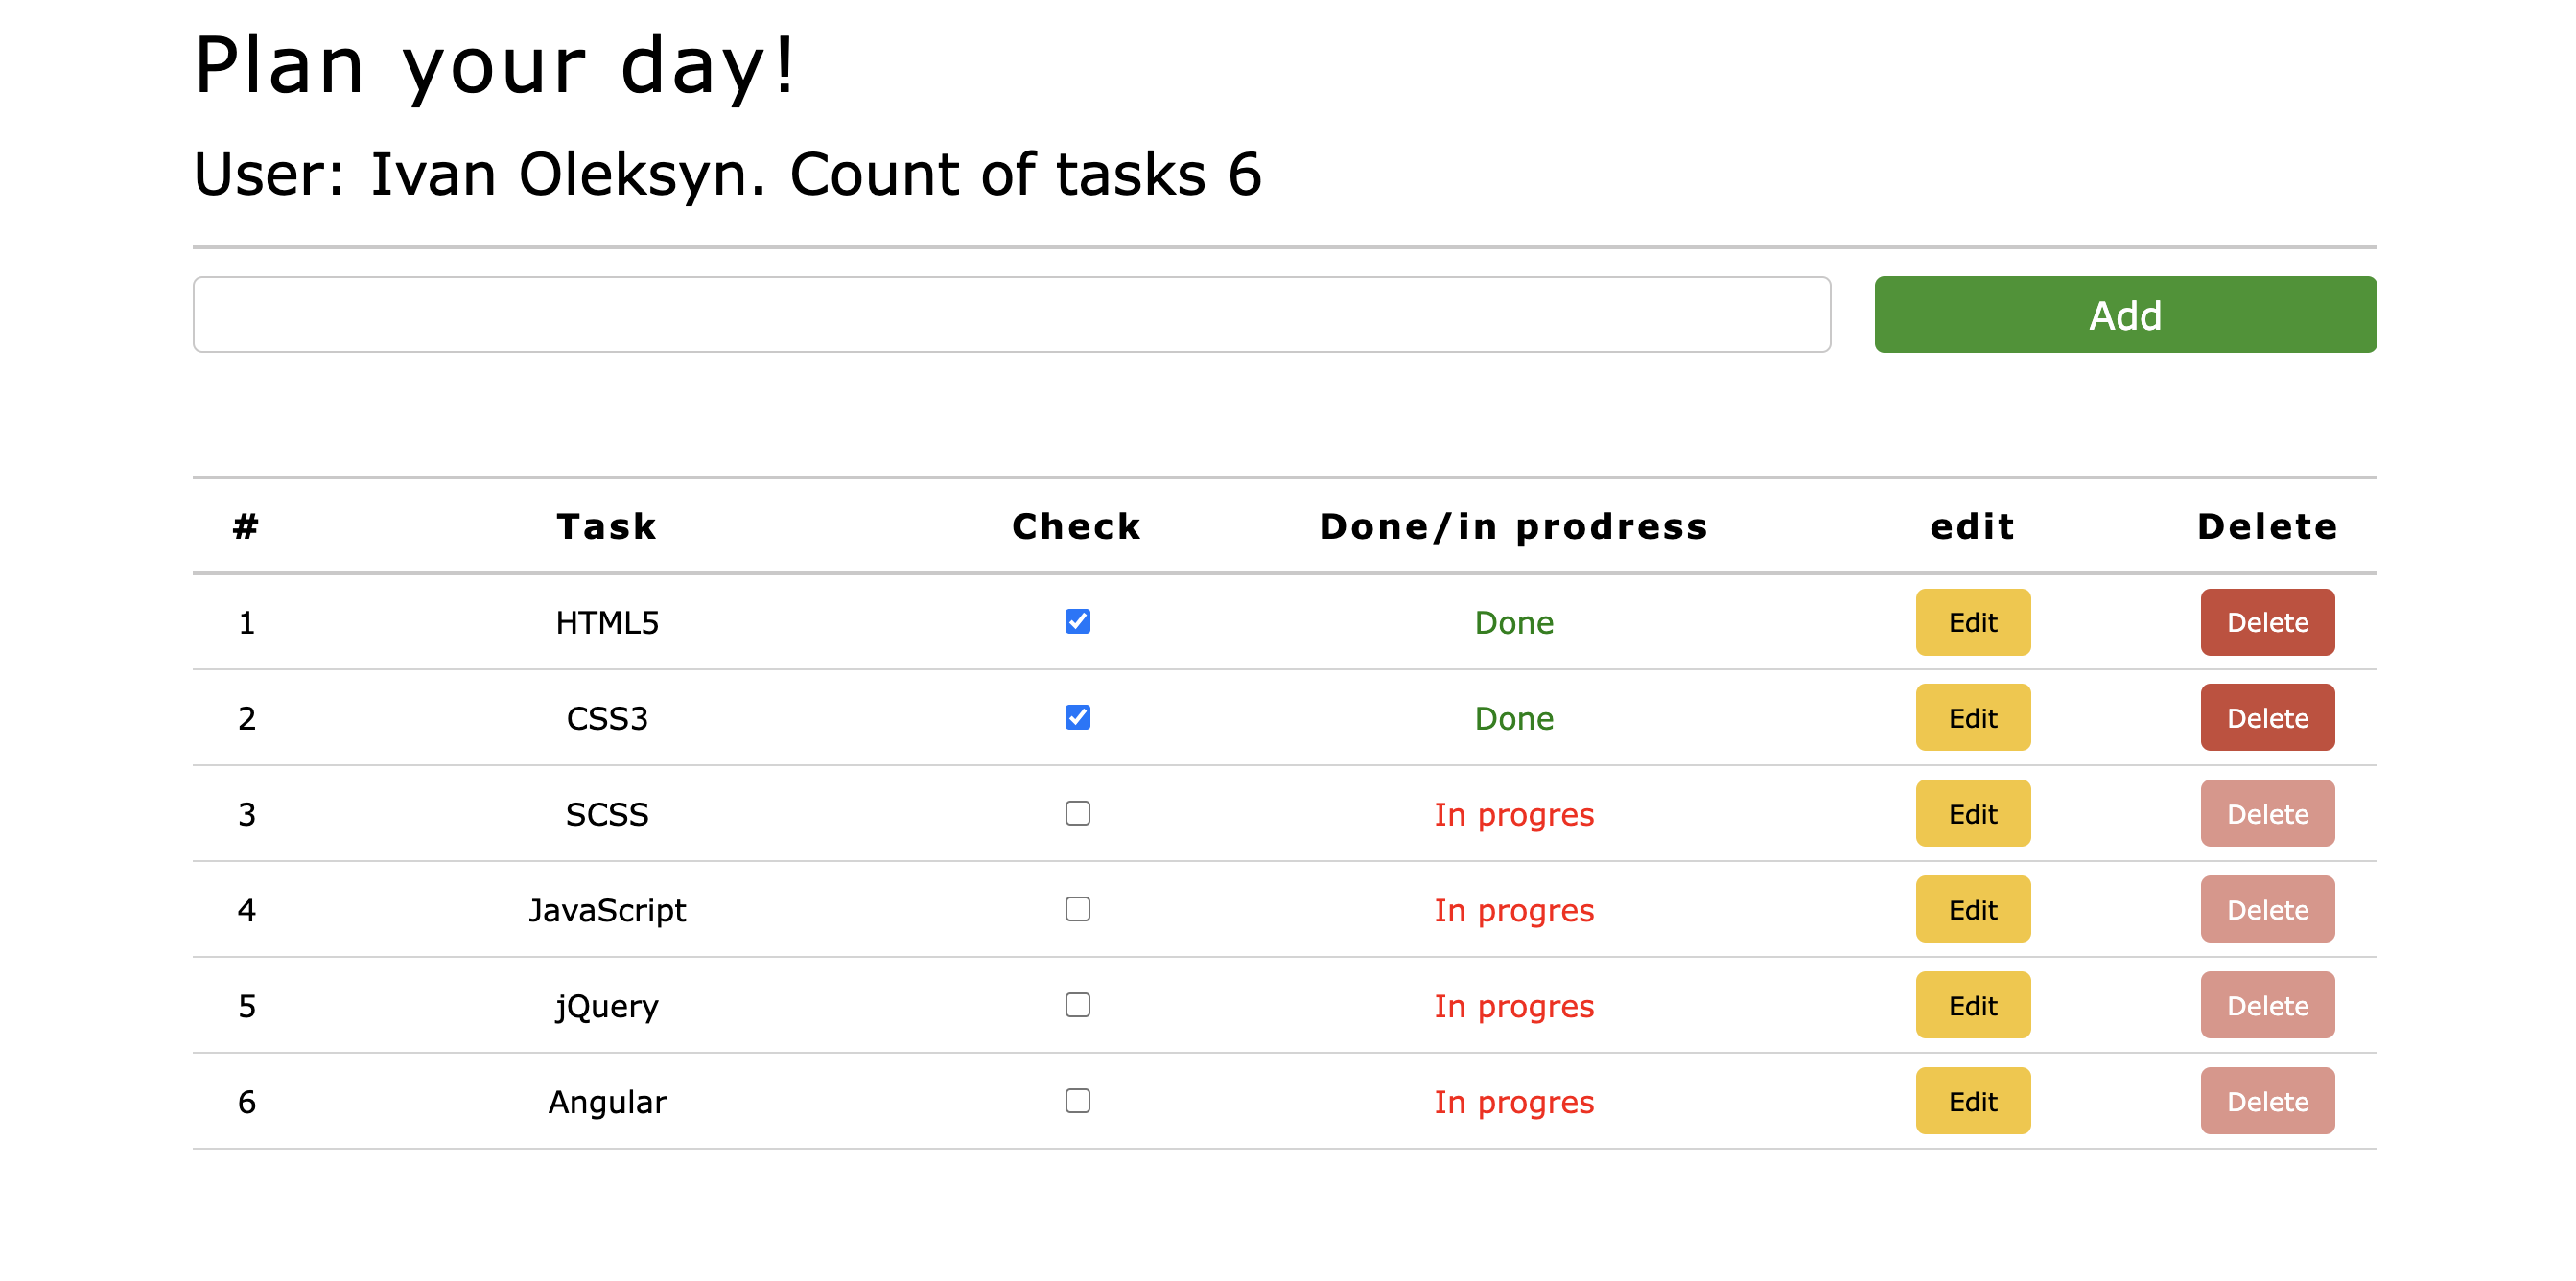 Plan your day!
User: Ivan Oleksyn. Count of tasks 6
Add
# Task Check Done/in prodress edit Delete
1 HTML5 Done Edit Delete
2 CSS3 Done Edit Delete
3 SCSS In progres Edit Delete
4 JavaScript In progres Edit Delete
5 jQuery In progres Edit Delete
6 Angular In progres Edit Delete